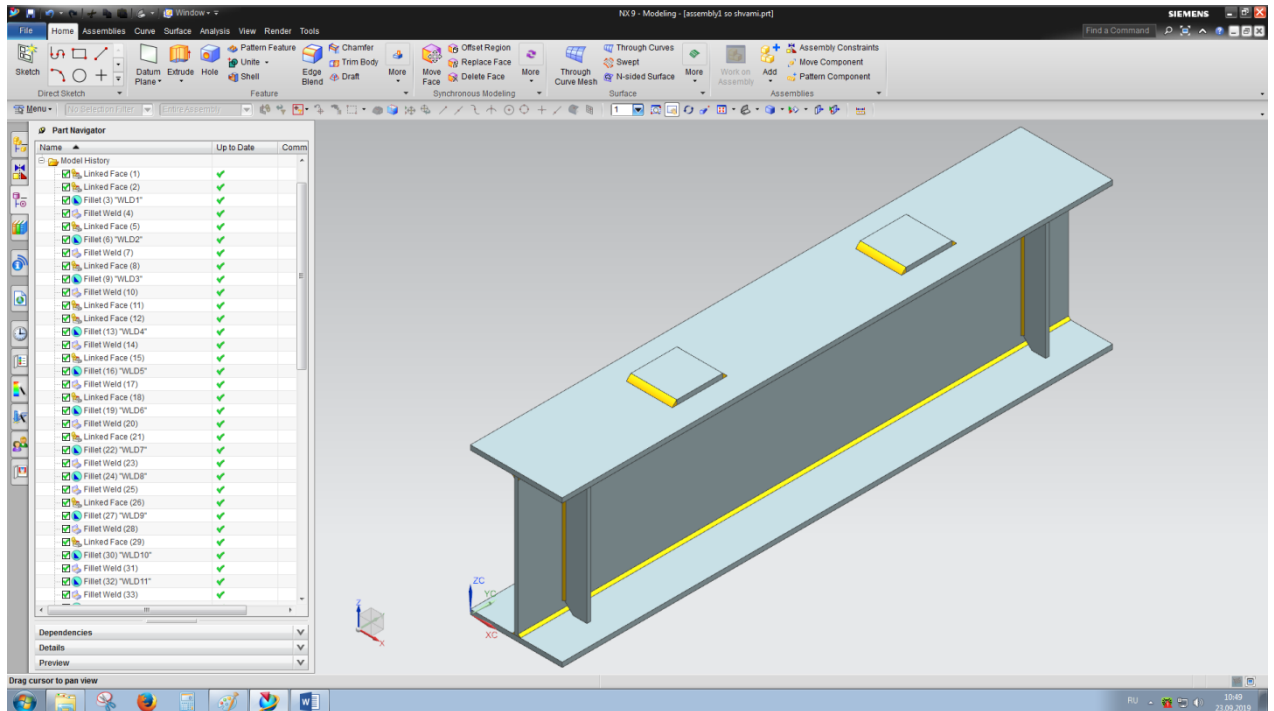 Window
NX 9 - Modeling - [assembly1 so shvami.prt]
SIEMENS
File Home Assemblies Curve Surface Analysis View Render Tools
Find a Command
Sketch
Datum Plane
Extrude
Hole
Pattern Feature
Unite
Shell
Edge Blend
Chamfer
Trim Body
Draft
More
Move Face
Offset Region
Replace Face
Delete Face
More
Through Curve Mesh
Through Curves
Swept
N-sided Surface
More
Work on Assembly
Add
Assembly Constraints
Move Component
Pattern Component
Direct Sketch
Feature
Synchronous Modeling
Surface
Assemblies
Menu
No Selection Filter
Entire Assembly
1
Part Navigator
Name Up to Date Comm
Model History
Linked Face (1)
Linked Face (2)
Fillet (3) "WLD1"
Fillet Weld (4)
Linked Face (5)
Fillet (6) "WLD2"
Fillet Weld (7)
Linked Face (8)
Fillet (9) "WLD3"
Fillet Weld (10)
Linked Face (11)
Linked Face (12)
Fillet (13) "WLD4"
Fillet Weld (14)
Linked Face (15)
Fillet (16) "WLD5"
Fillet Weld (17)
Linked Face (18)
Fillet (19) "WLD6"
Fillet Weld (20)
Linked Face (21)
Fillet (22) "WLD7"
Fillet Weld (23)
Fillet (24) "WLD8"
Fillet Weld (25)
Linked Face (26)
Fillet (27) "WLD9"
Fillet Weld (28)
Linked Face (29)
Fillet (30) "WLD10"
Fillet Weld (31)
Fillet (32) "WLD11"
Fillet Weld (33)
ZC
YC
XC
Z
X
Dependencies
Details
Preview
Drag cursor to pan view
RU
10:49
23.09.2019